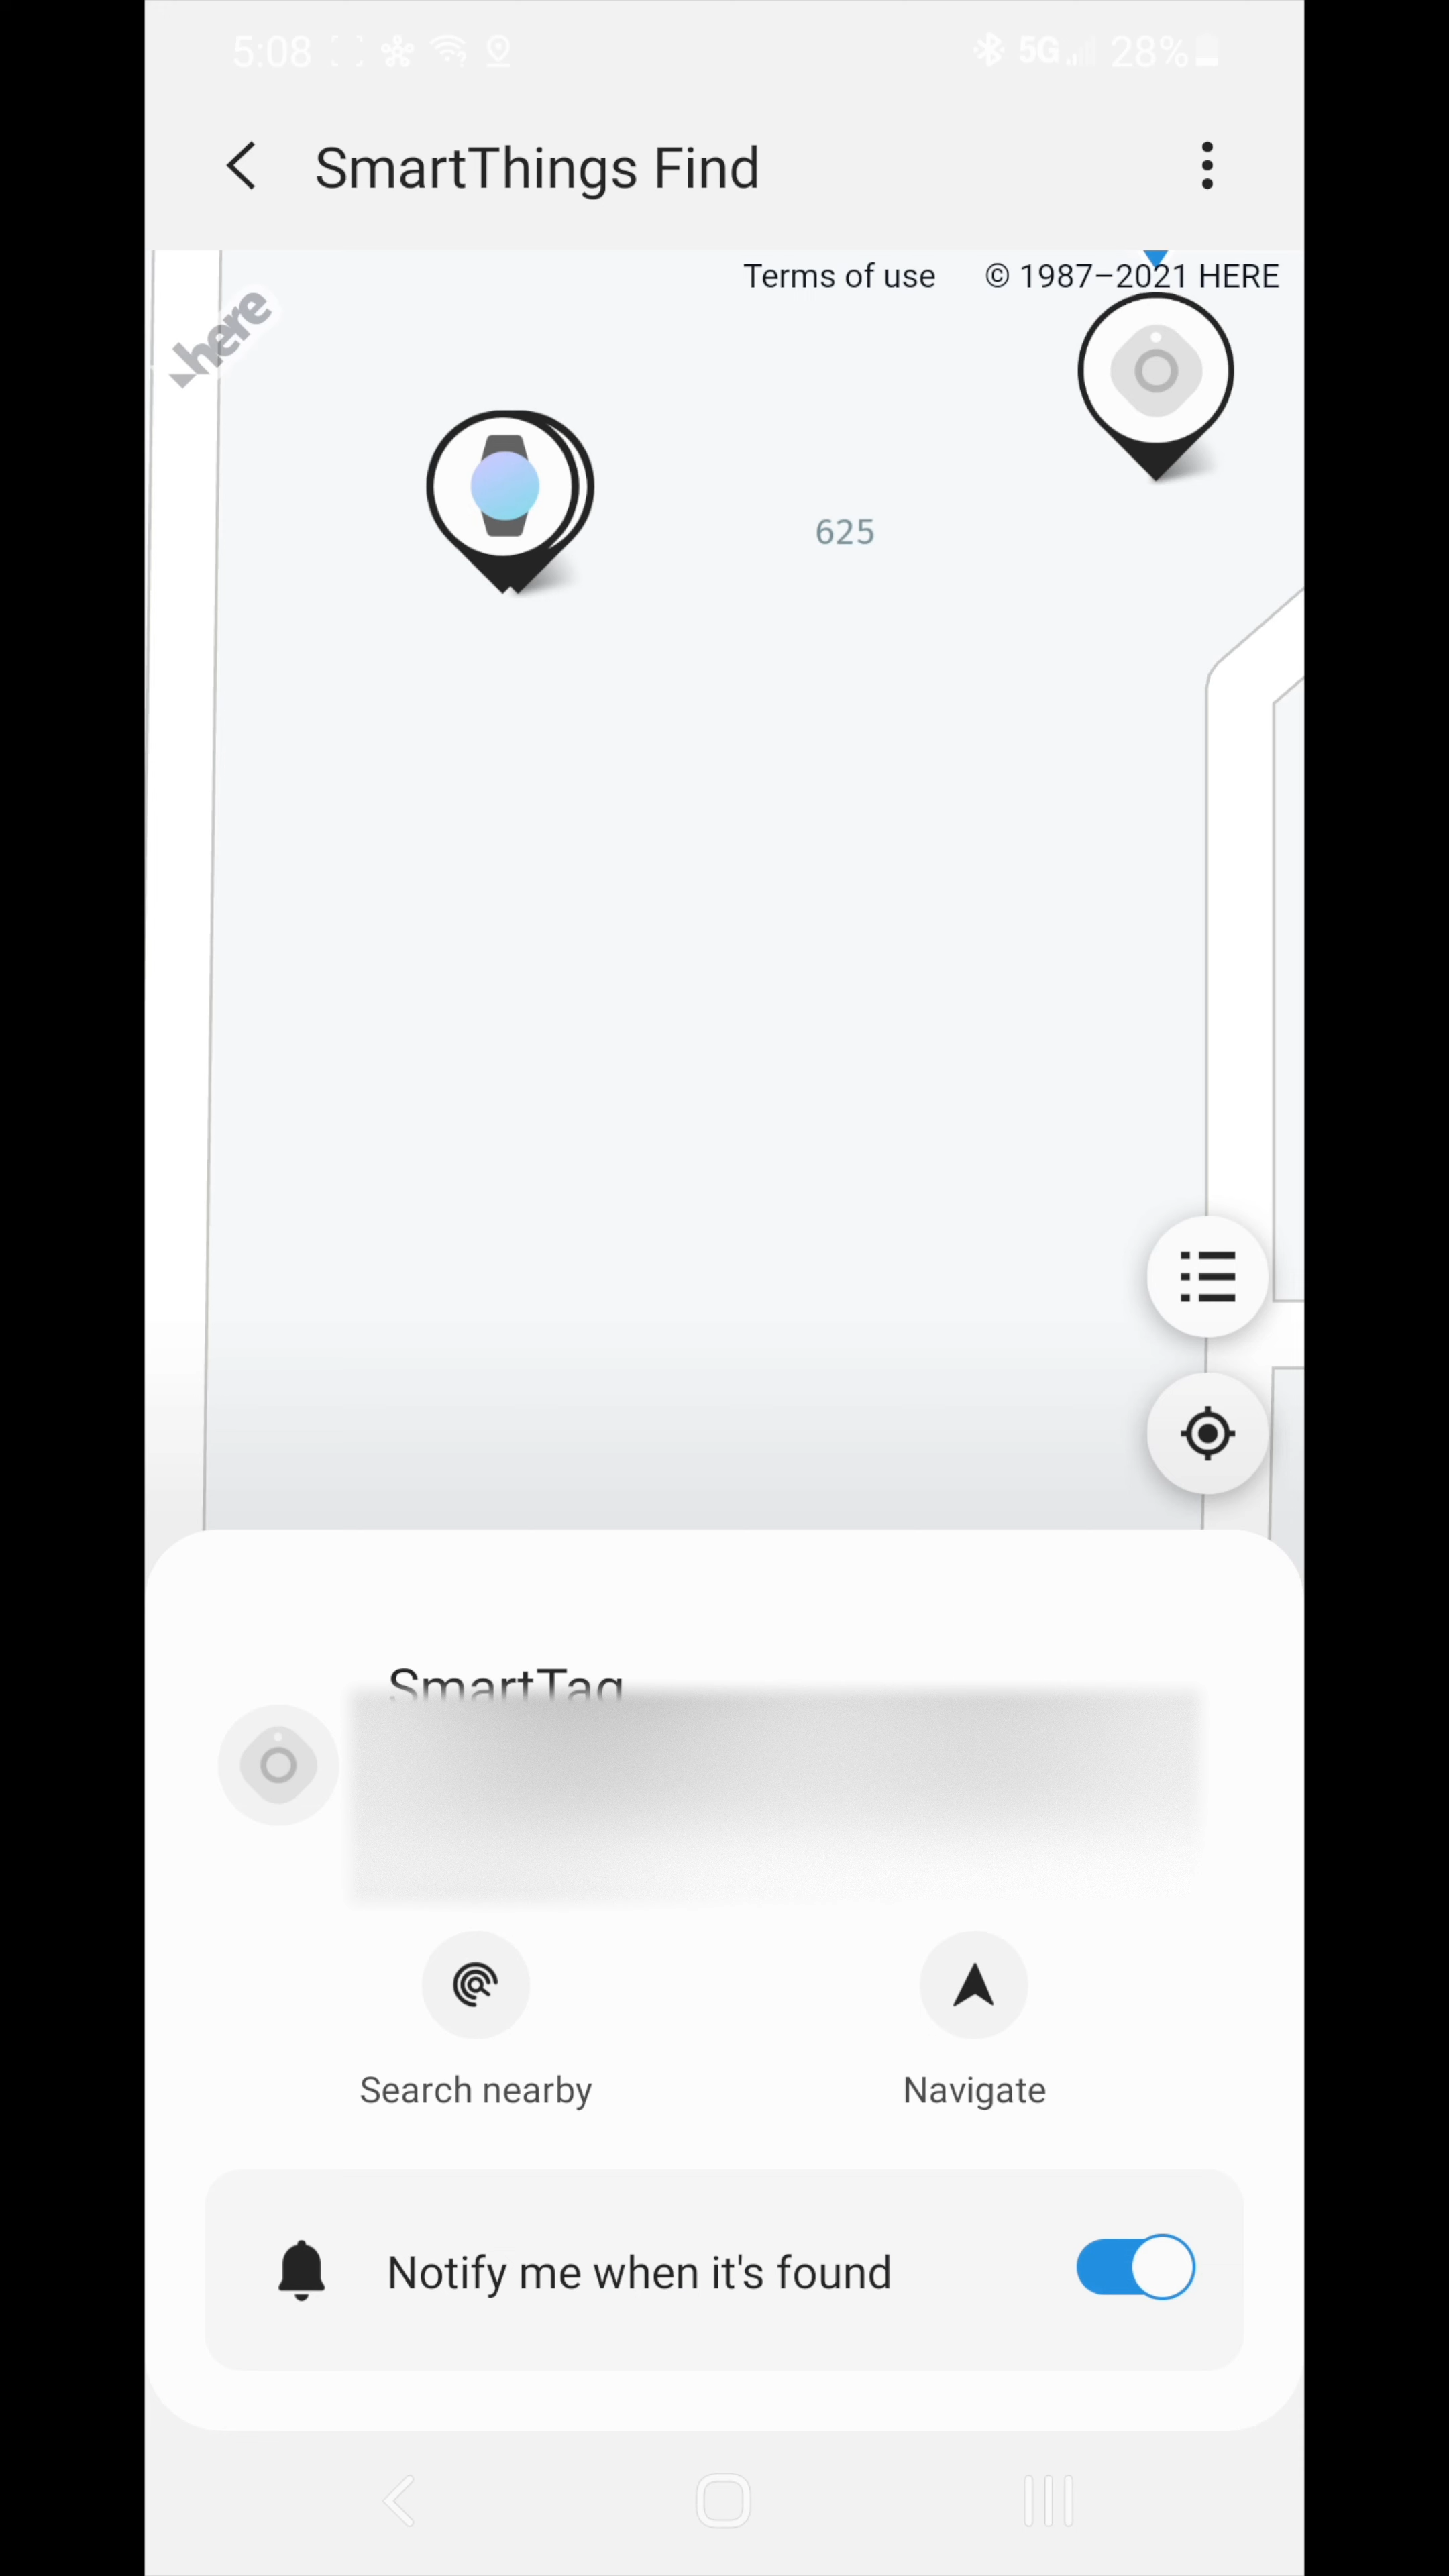 5:08 5G 28%
SmartThings Find
Terms of use © 1987–2021 HERE
here
625
SmartTag
Search nearby
Navigate
Notify me when it's found